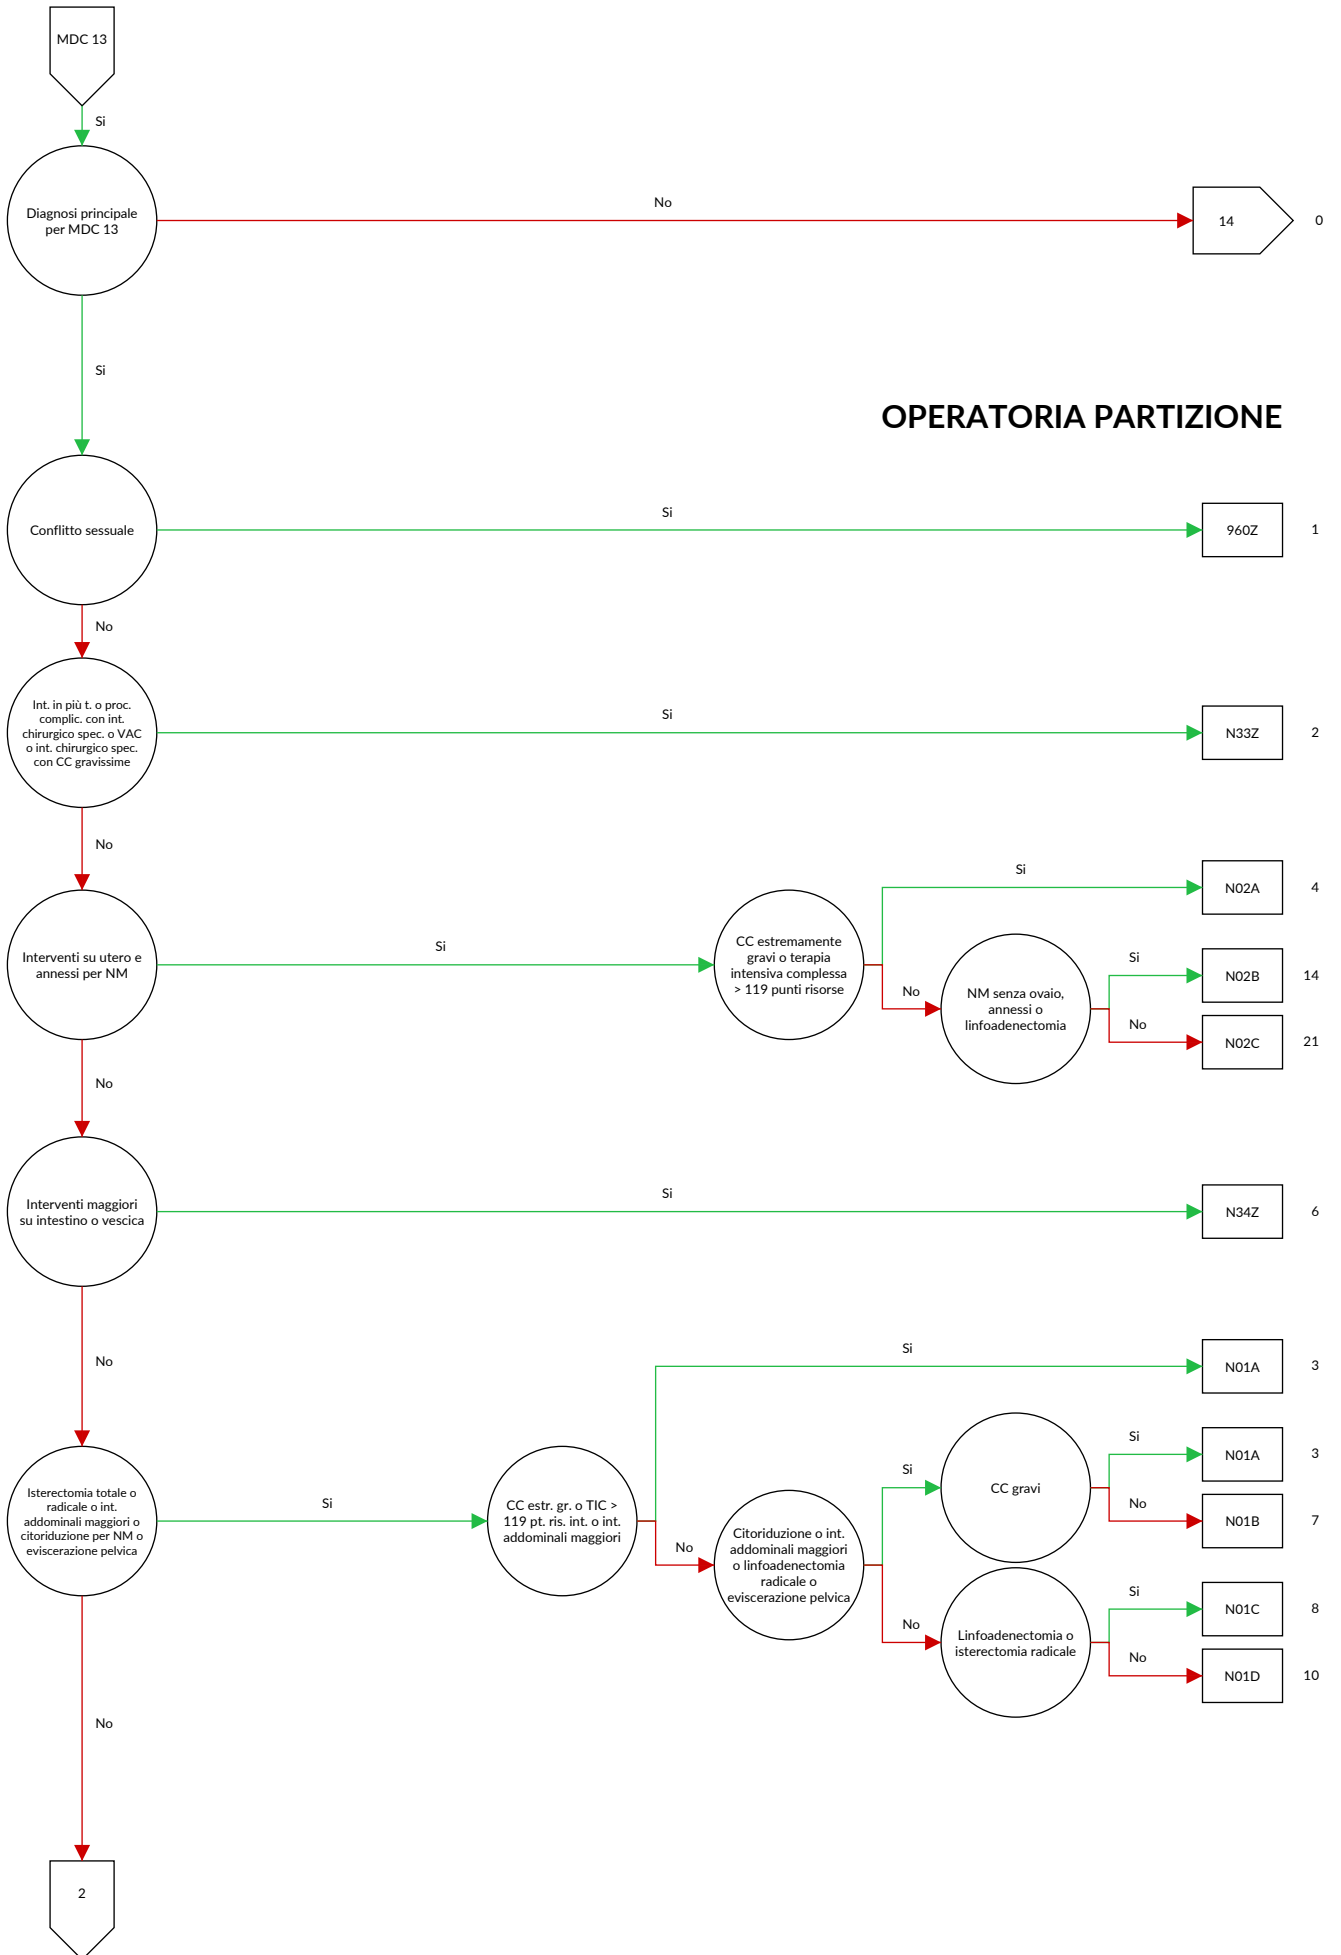 MDC 13
Si
Diagnosi principale
per MDC 13
No
14
0
Si
OPERATORIA PARTIZIONE
Conflitto sessuale
Si
960Z
1
No
Int. in più t. o proc.
complic. con int.
chirurgico spec. o VAC
o int. chirurgico spec.
con CC gravissime
Si
N33Z
2
No
Interventi su utero e
annessi per NM
Si
CC estremamente
gravi o terapia
intensiva complessa
> 119 punti risorse
Si
N02A
4
No
NM senza ovaio,
annessi o
linfoadenectomia
Si
N02B
14
No
N02C
21
No
Interventi maggiori
su intestino o vescica
Si
N34Z
6
No
Isterectomia totale o
radicale o int.
addominali maggiori o
citoriduzione per NM o
eviscerazione pelvica
Si
CC estr. gr. o TIC >
119 pt. ris. int. o int.
addominali maggiori
Si
N01A
3
No
Citoriduzione o int.
addominali maggiori
o linfoadenectomia
radicale o
eviscerazione pelvica
Si
CC gravi
Si
N01A
3
No
N01B
7
No
Linfoadenectomia o
isterectomia radicale
Si
N01C
8
No
N01D
10
No
2